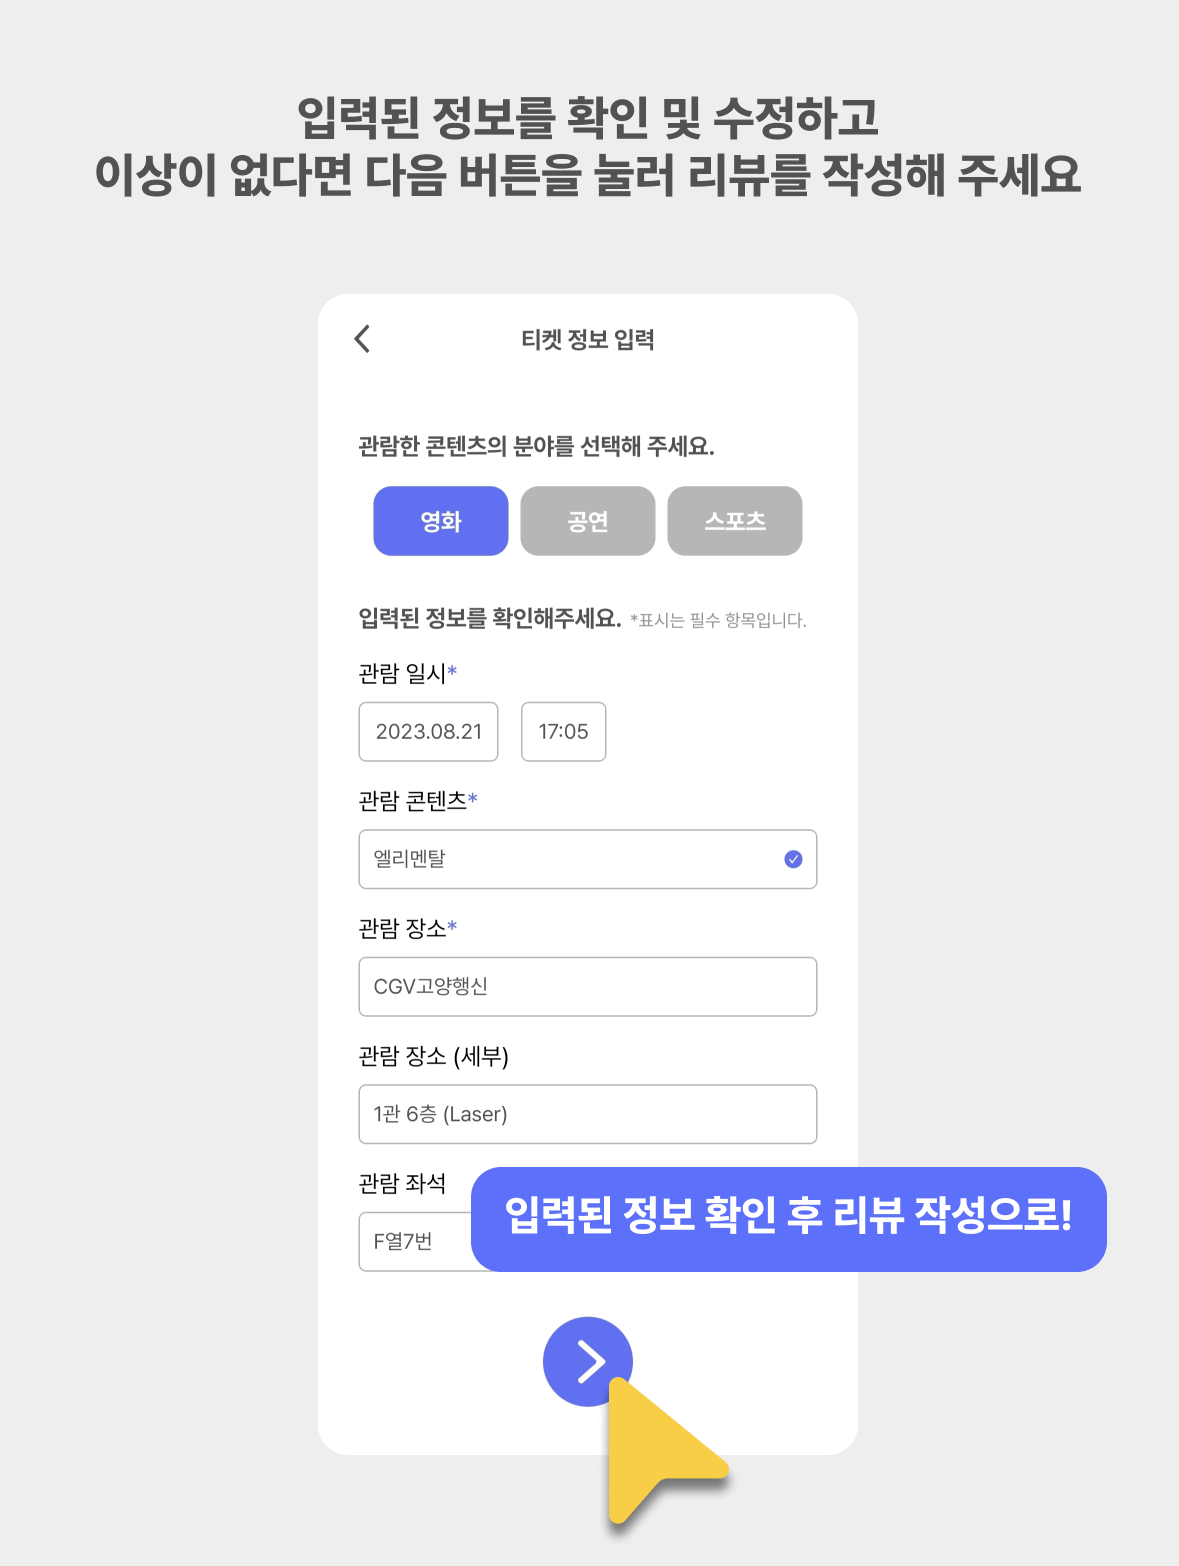 입력된 정보를 확인 및 수정하고
이상이 없다면 다음 버튼을 눌러 리뷰를 작성해 주세요
티켓 정보 입력
관람한 콘텐츠의 분야를 선택해 주세요.
영화 공연 스포츠
입력된 정보를 확인해주세요. *표시는 필수 항목입니다.
관람 일시*
2023.08.21 17:05
관람 콘텐츠*
엘리멘탈
관람 장소*
CGV고양행신
관람 장소 (세부)
1관 6층 (Laser)
관람 좌석
입력된 정보 확인 후 리뷰 작성으로!
F열7번